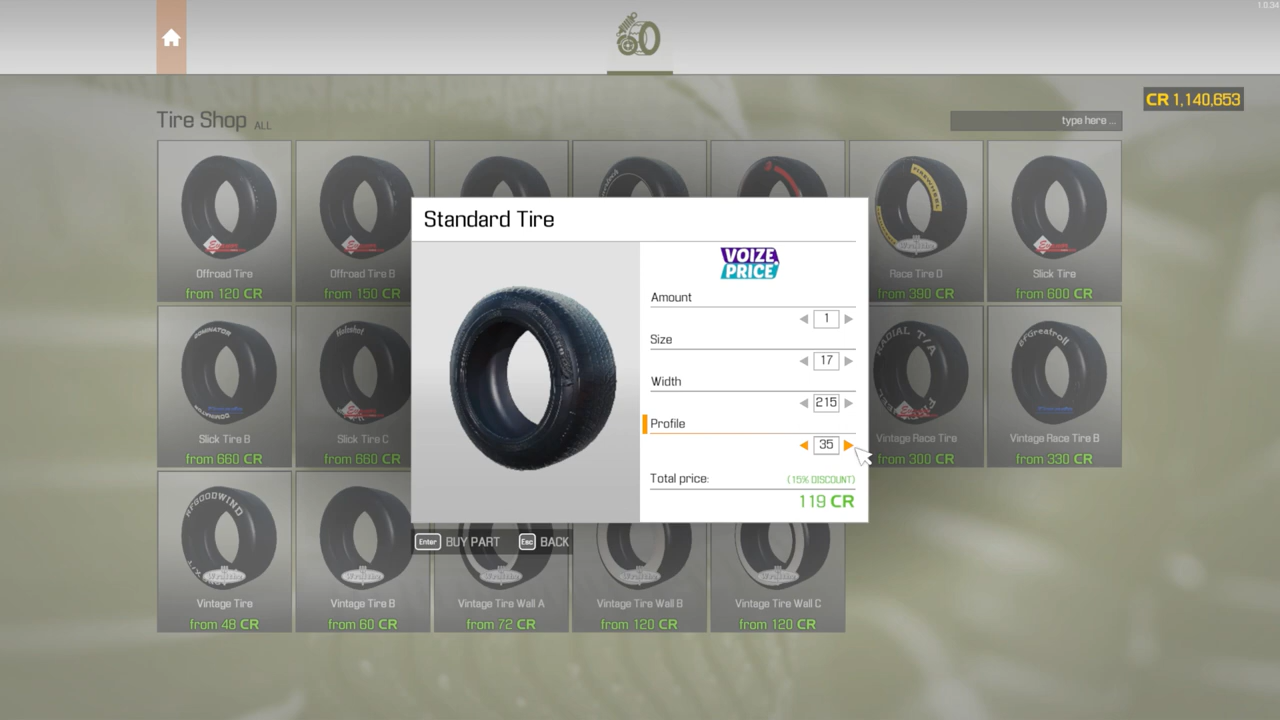 1.0.34
CR 1,140,653
Tire Shop ALL
type here ...
Offroad Tire
from 120 CR
Offroad Tire B
from 150 CR
Race Tire D
from 390 CR
Slick Tire
from 600 CR
Standard Tire
VOIZE
PRICE
Amount
1
Size
17
Width
215
Profile
35
Total price:
(15% DISCOUNT)
119 CR
Enter BUY PART
Esc BACK
DOMINATOR
Slick Tire B
from 660 CR
Hotshot
Slick Tire C
from 660 CR
RADIAL T/A
Vintage Race Tire
from 300 CR
BFGreatroll
Vintage Race Tire B
from 330 CR
RFGOODWIND
Vintage Tire
from 48 CR
Vintage Tire B
from 60 CR
Vintage Tire Wall A
from 72 CR
Vintage Tire Wall B
from 120 CR
Vintage Tire Wall C
from 120 CR